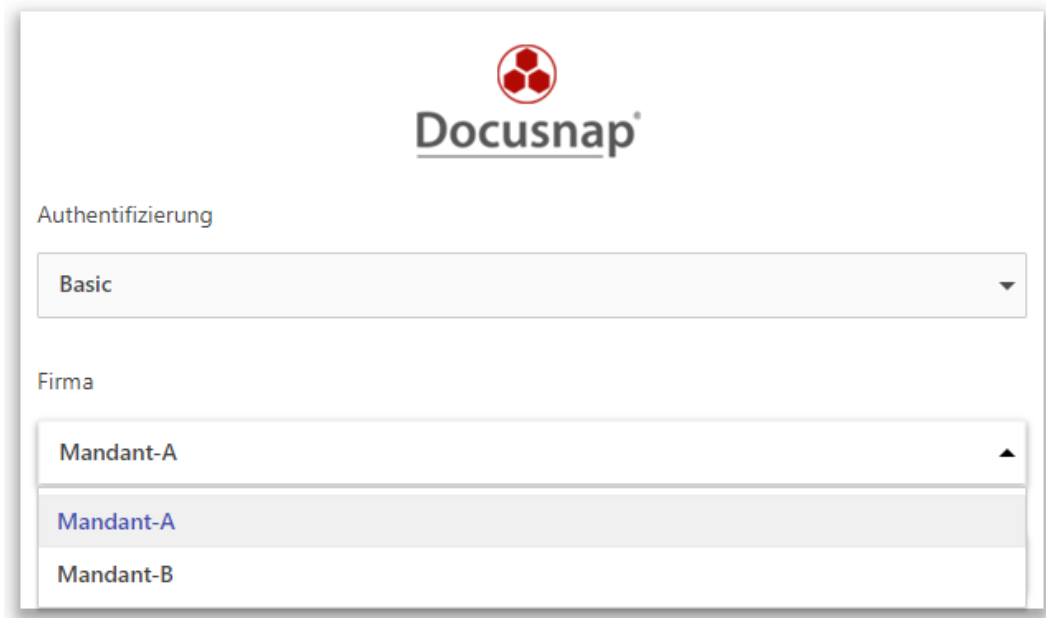 Docusnap®
Authentifizierung
Basic
Firma
Mandant-A
Mandant-A
Mandant-B